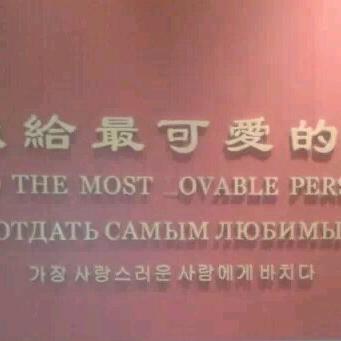 給最可愛的
THE MOST OVABLE PERS
ОТДАТЬ САМЫМ ЛЮБИМЫ
가장 사랑스러운 사람에게 바치다